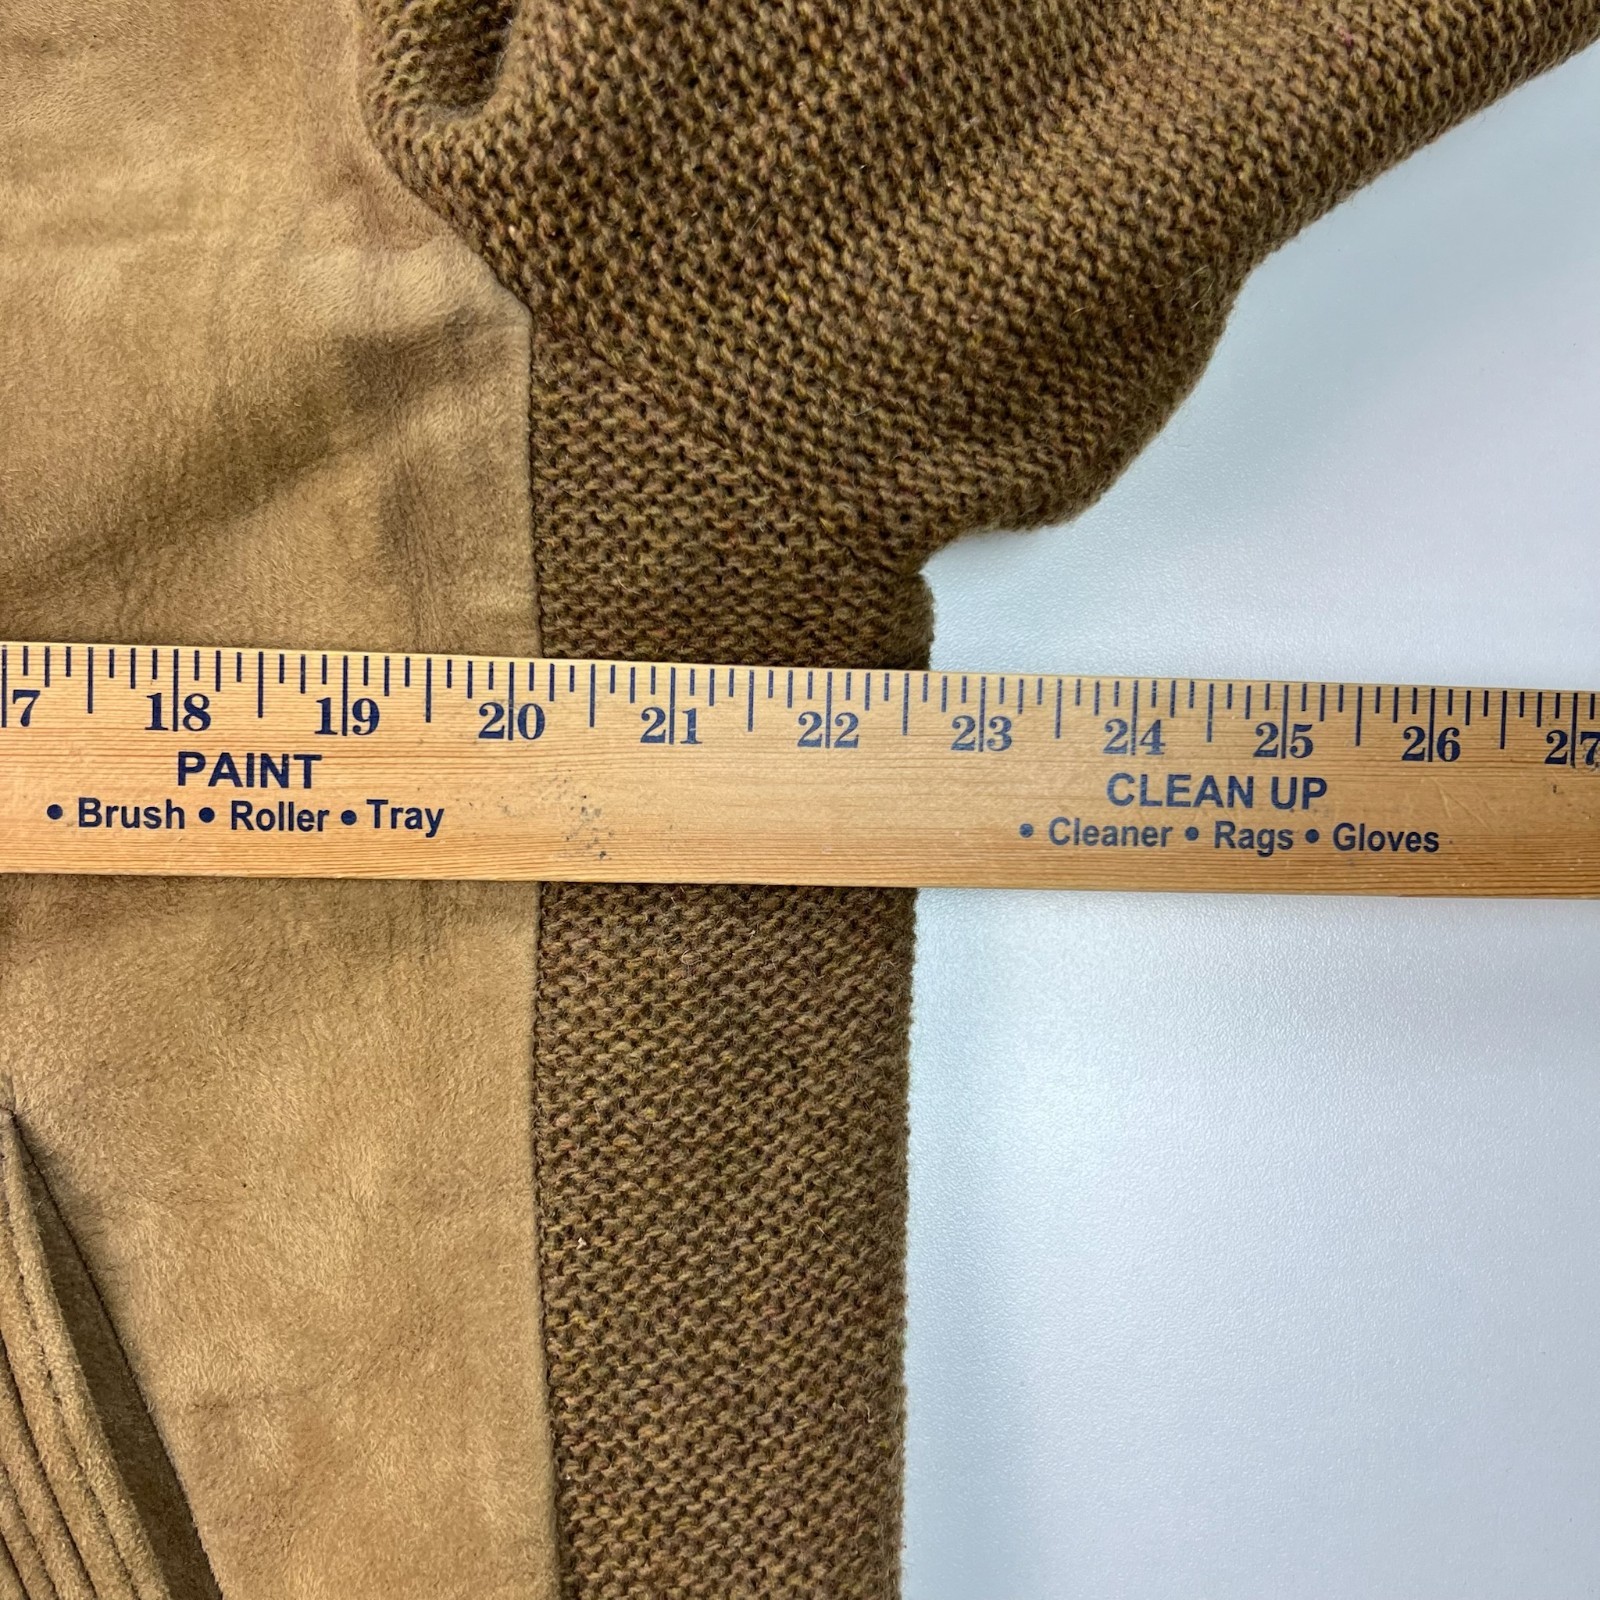 7 18 19 20 21 22 23 24 25 26 27
PAINT
• Brush • Roller • Tray
CLEAN UP
• Cleaner • Rags • Gloves